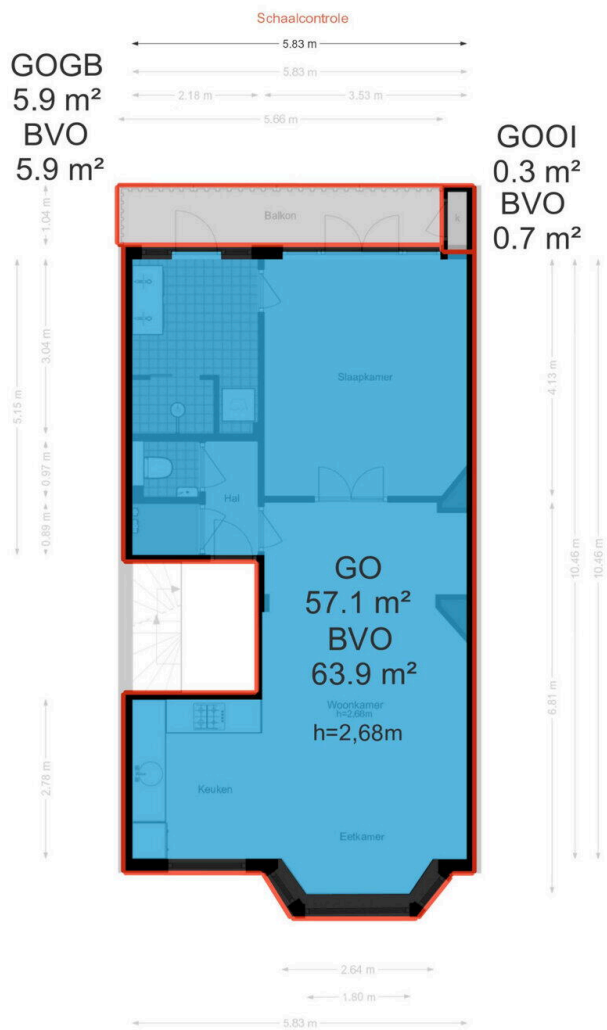 Schaalcontrole
5.83 m
5.83 m
2.18 m
3.53 m
5.66 m
GOGB
5.9 m²
BVO
5.9 m²
GOOI
0.3 m²
BVO
0.7 m²
1.04 m
Balkon
3.04 m
5.15 m
0.97 m
0.89 m
2.78 m
4.13 m
6.81 m
10.46 m
10.46 m
Slaapkamer
Hal
GO
57.1 m²
BVO
63.9 m²
Woonkamer
h=2.68m
h=2,68m
Keuken
Eetkamer
2.64 m
1.80 m
5.83 m